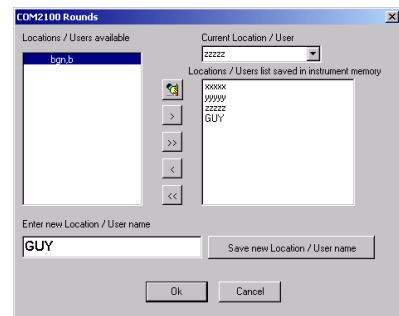 COM2100 Rounds
Locations / Users available
Current Location / User
bgn,b
zzzzz
Locations / Users list saved in instrument memory
xxxxx
yyyyy
zzzzz
GUY
>
>>
<
<<
Enter new Location / User name
GUY
Save new Location / User name
Ok
Cancel